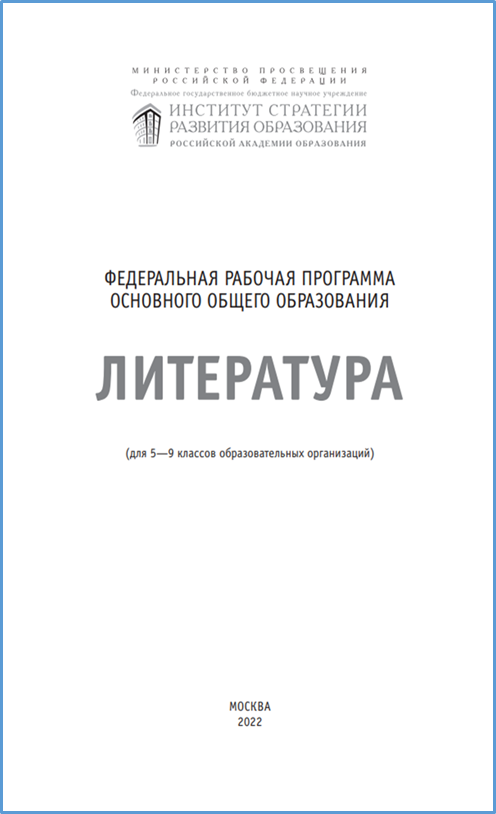 МИНИСТЕРСТВО ПРОСВЕЩЕНИЯ
РОССИЙСКОЙ ФЕДЕРАЦИИ
Федеральное государственное бюджетное научное учреждение
ИНСТИТУТ СТРАТЕГИИ
РАЗВИТИЯ ОБРАЗОВАНИЯ
РОССИЙСКОЙ АКАДЕМИИ ОБРАЗОВАНИЯ
ФЕДЕРАЛЬНАЯ РАБОЧАЯ ПРОГРАММА
ОСНОВНОГО ОБЩЕГО ОБРАЗОВАНИЯ
ЛИТЕРАТУРА
(для 5—9 классов образовательных организаций)
МОСКВА
2022